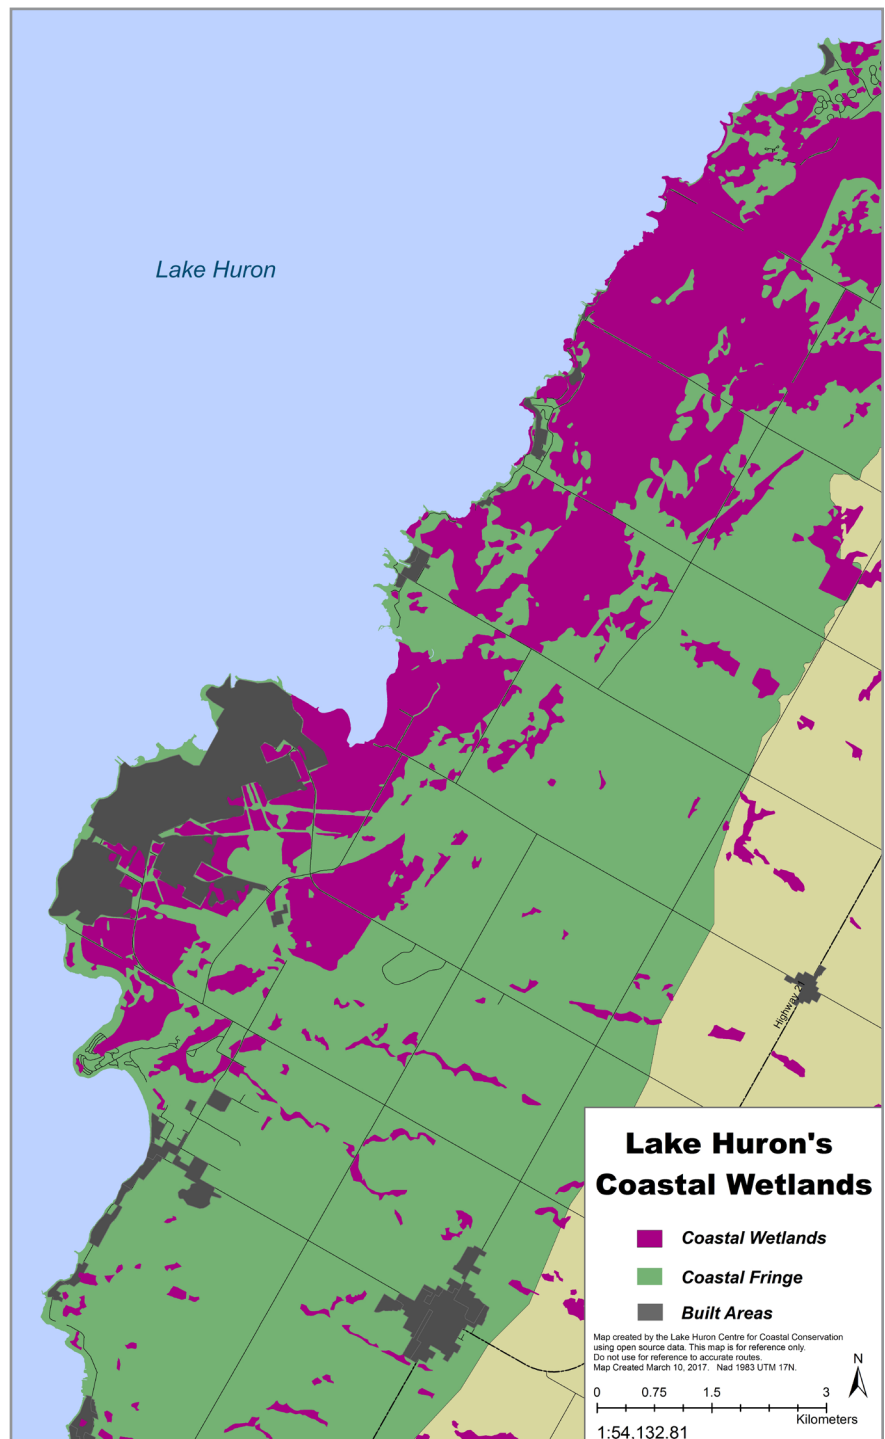 Lake Huron
Highway 21
Lake Huron's
Coastal Wetlands
Coastal Wetlands
Coastal Fringe
Built Areas
Map created by the Lake Huron Centre for Coastal Conservation
using open source data. This map is for reference only.
Do not use for reference to accurate routes.
Map Created March 10, 2017. Nad 1983 UTM 17N.
N
0 0.75 1.5 3
Kilometers
1:54.132.81